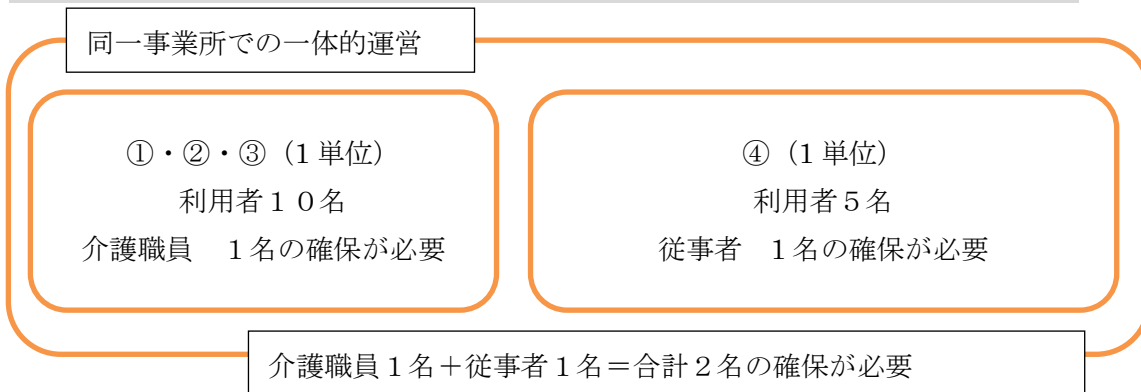 同一事業所での一体的運営
①・②・③（1 単位）
利用者１０名
介護職員　１名の確保が必要
④（1 単位）
利用者５名
従事者　１名の確保が必要
介護職員１名＋従事者１名＝合計２名の確保が必要